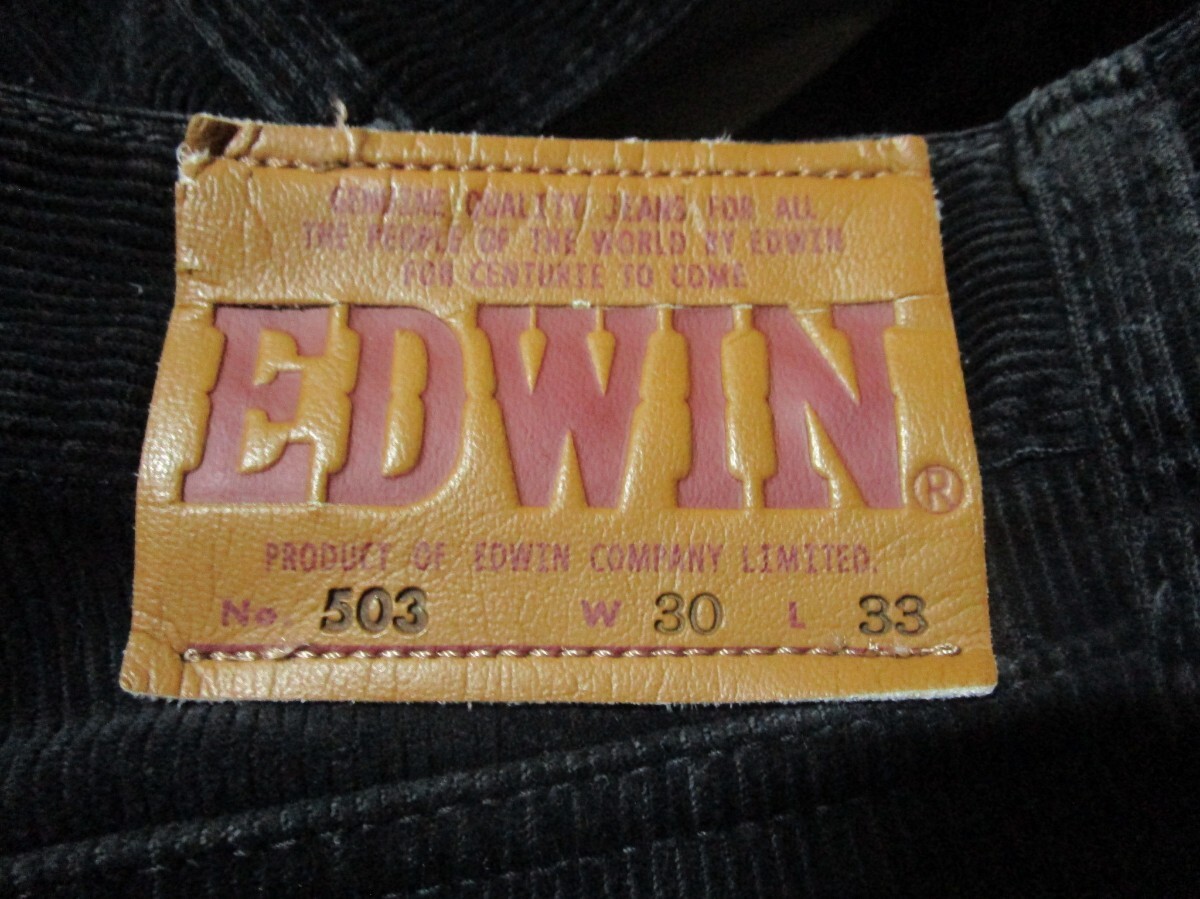 GENUINE QUALITY JEANS FOR ALL
THE PEOPLE OF THE WORLD BY EDWIN
FOR CENTURIE TO COME
EDWIN®
PRODUCT OF EDWIN COMPANY LIMITED.
No. 503 W 30 L 33